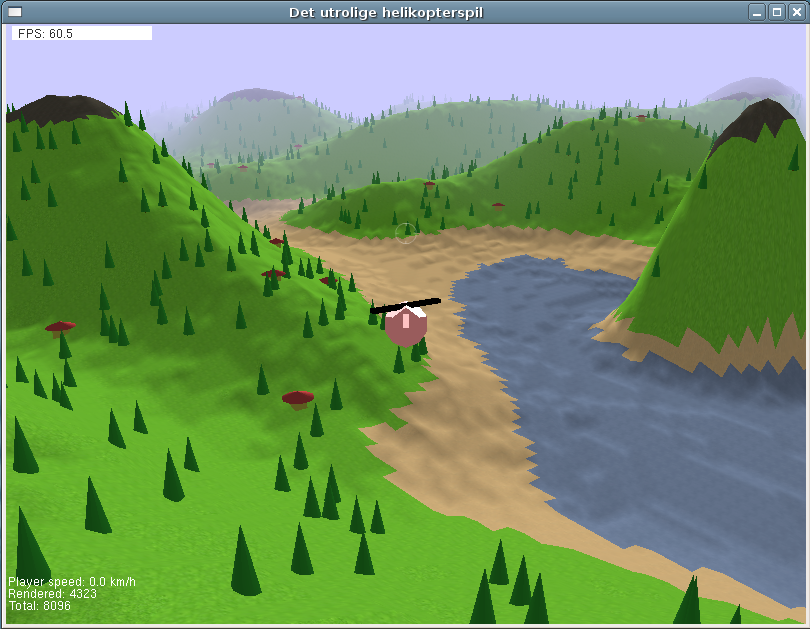 Det utrolige helikopterspil
FPS: 60.5
Player speed: 0.0 km/h
Rendered: 4323
Total: 8096